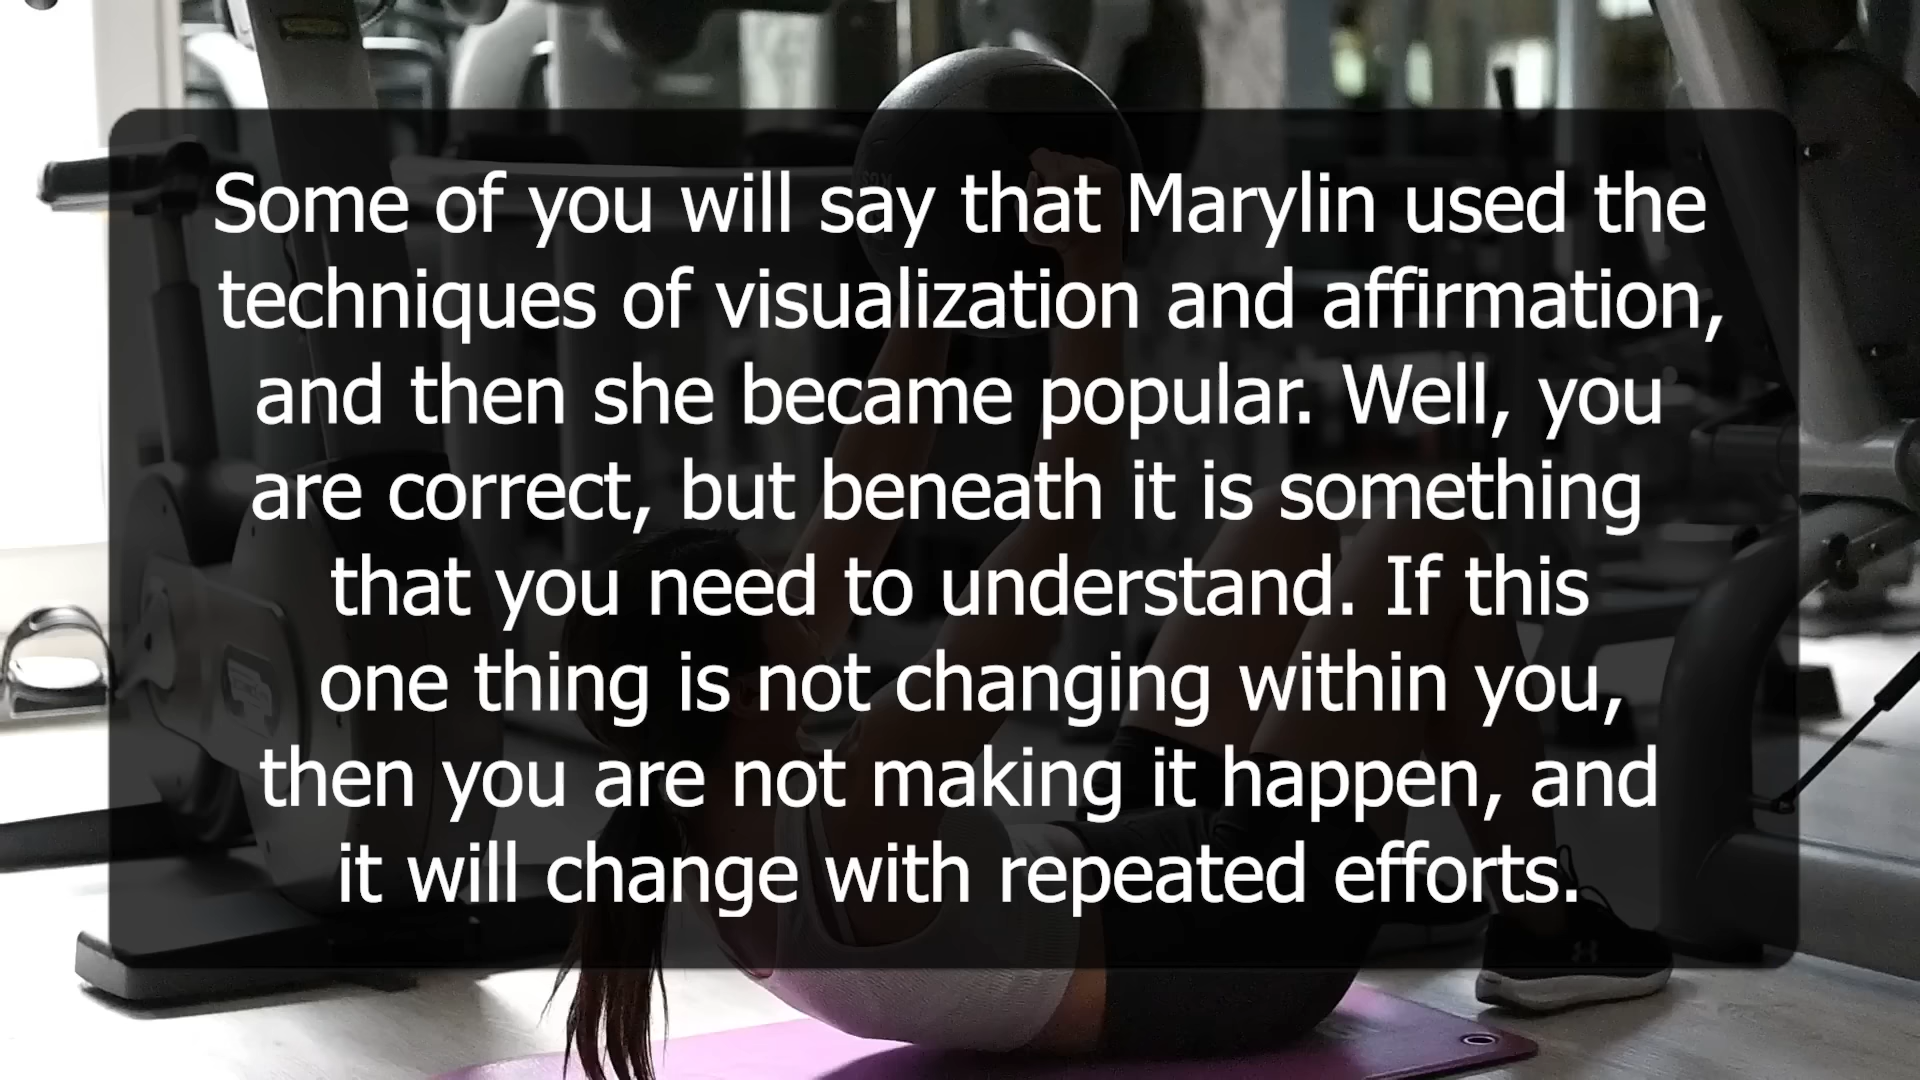 Some of you will say that Marylin used the
techniques of visualization and affirmation,
and then she became popular. Well, you
are correct, but beneath it is something
that you need to understand. If this
one thing is not changing within you,
then you are not making it happen, and
it will change with repeated efforts.